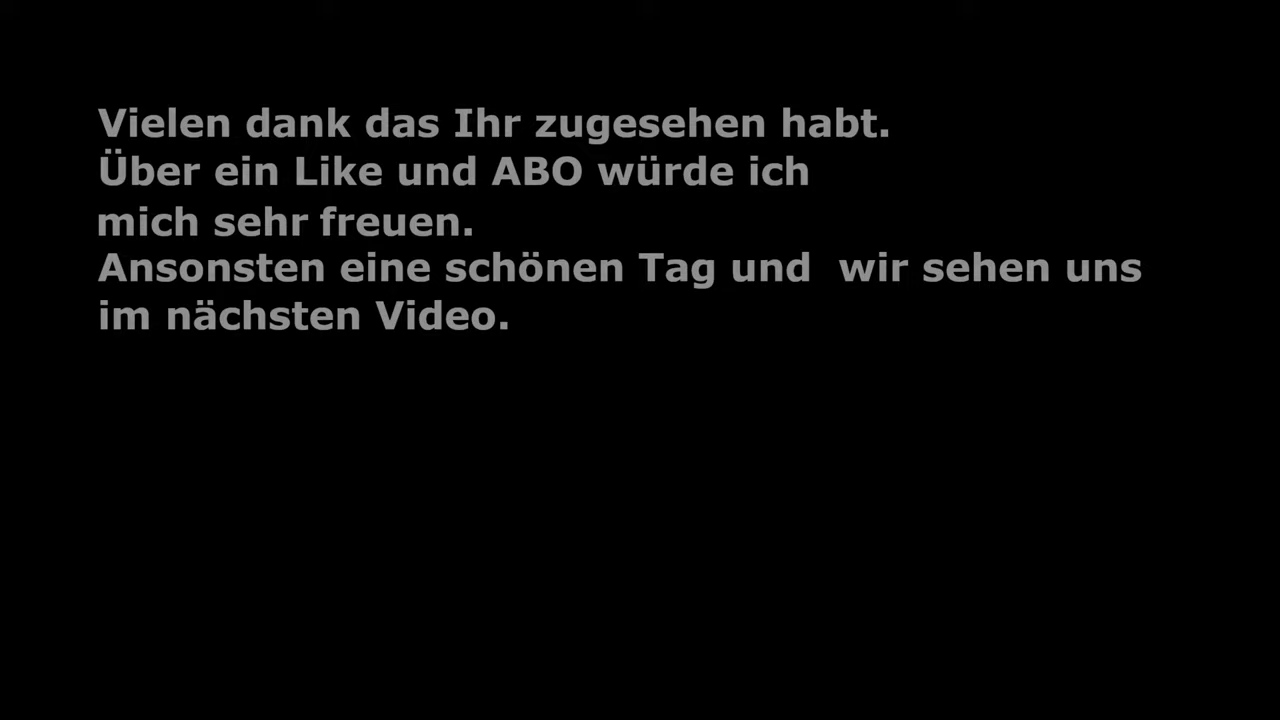 Vielen dank das Ihr zugesehen habt.
Über ein Like und ABO würde ich
mich sehr freuen.
Ansonsten eine schönen Tag und  wir sehen uns
im nächsten Video.